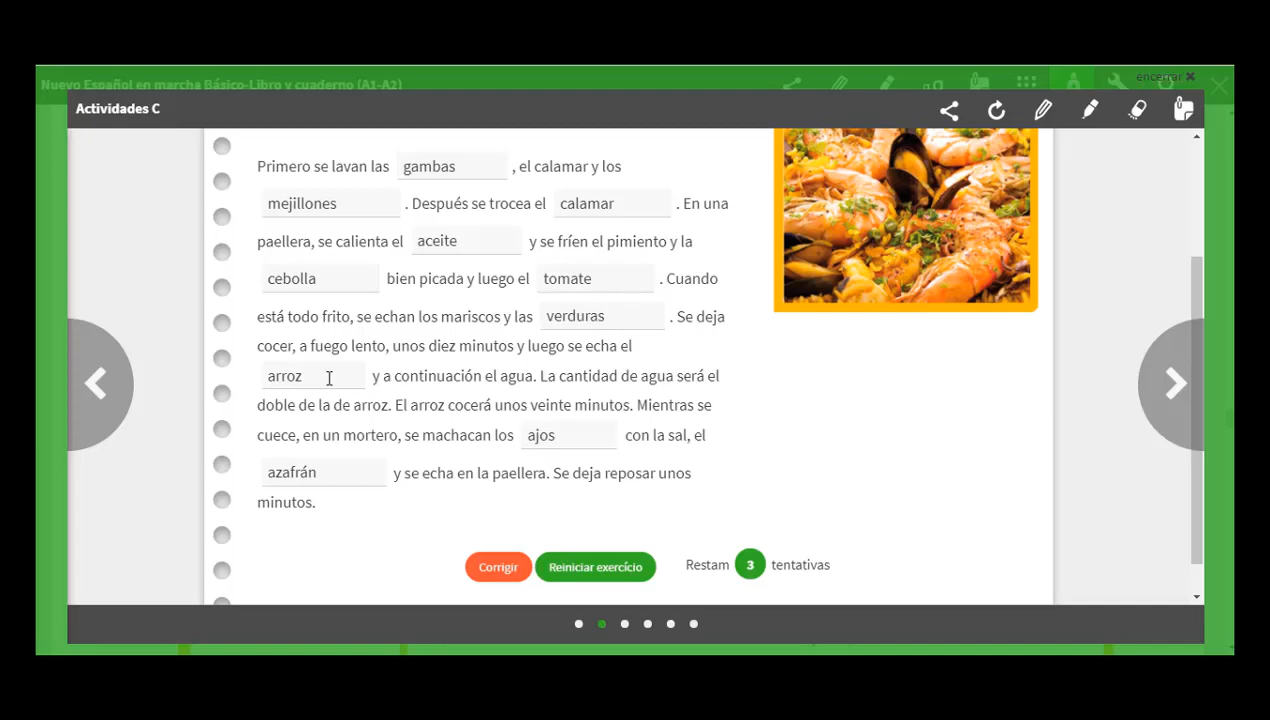 encerrar ×
Nuevo Español en marcha Básico-Libro y cuaderno (A1-A2)
Actividades C
Primero se lavan las gambas , el calamar y los
mejillones . Después se trocea el calamar . En una
paellera, se calienta el aceite y se fríen el pimiento y la
cebolla bien picada y luego el tomate . Cuando
está todo frito, se echan los mariscos y las verduras . Se deja
cocer, a fuego lento, unos diez minutos y luego se echa el
arroz y a continuación el agua. La cantidad de agua será el
doble de la de arroz. El arroz cocerá unos veinte minutos. Mientras se
cuece, en un mortero, se machacan los ajos con la sal, el
azafrán y se echa en la paellera. Se deja reposar unos
minutos.
Corrigir Reiniciar exercício Restam 3 tentativas